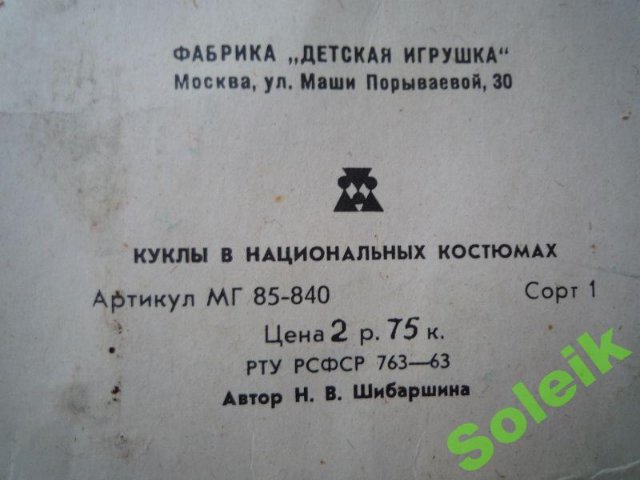 ФАБРИКА „ДЕТСКАЯ ИГРУШКА“
Москва, ул. Маши Порываевой, 30
КУКЛЫ В НАЦИОНАЛЬНЫХ КОСТЮМАХ
Артикул МГ 85-840 Сорт 1
Цена 2 р. 75 к.
РТУ РСФСР 763—63
Автор Н. В. Шибаршина
Soleik